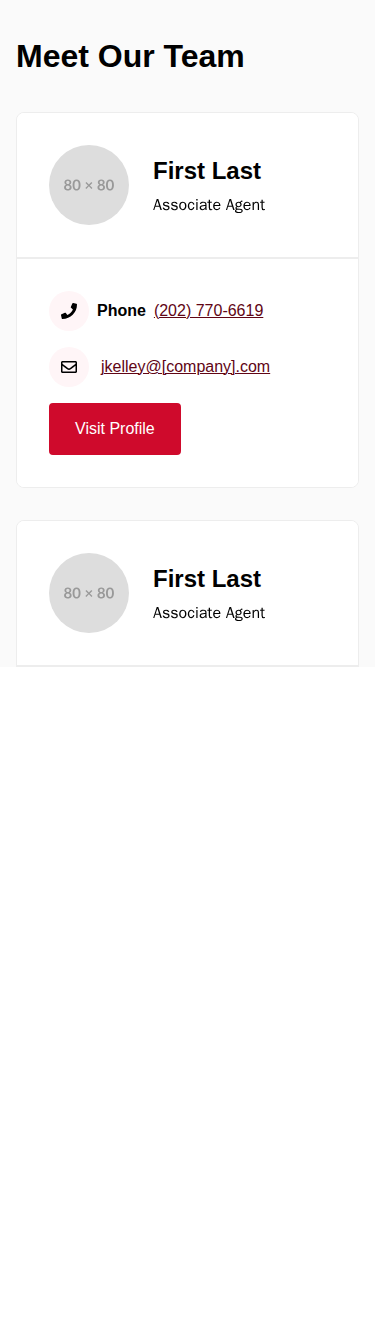 Meet Our Team
80 × 80
First Last
Associate Agent
Phone (202) 770-6619
jkelley@[company].com
Visit Profile
80 × 80
First Last
Associate Agent